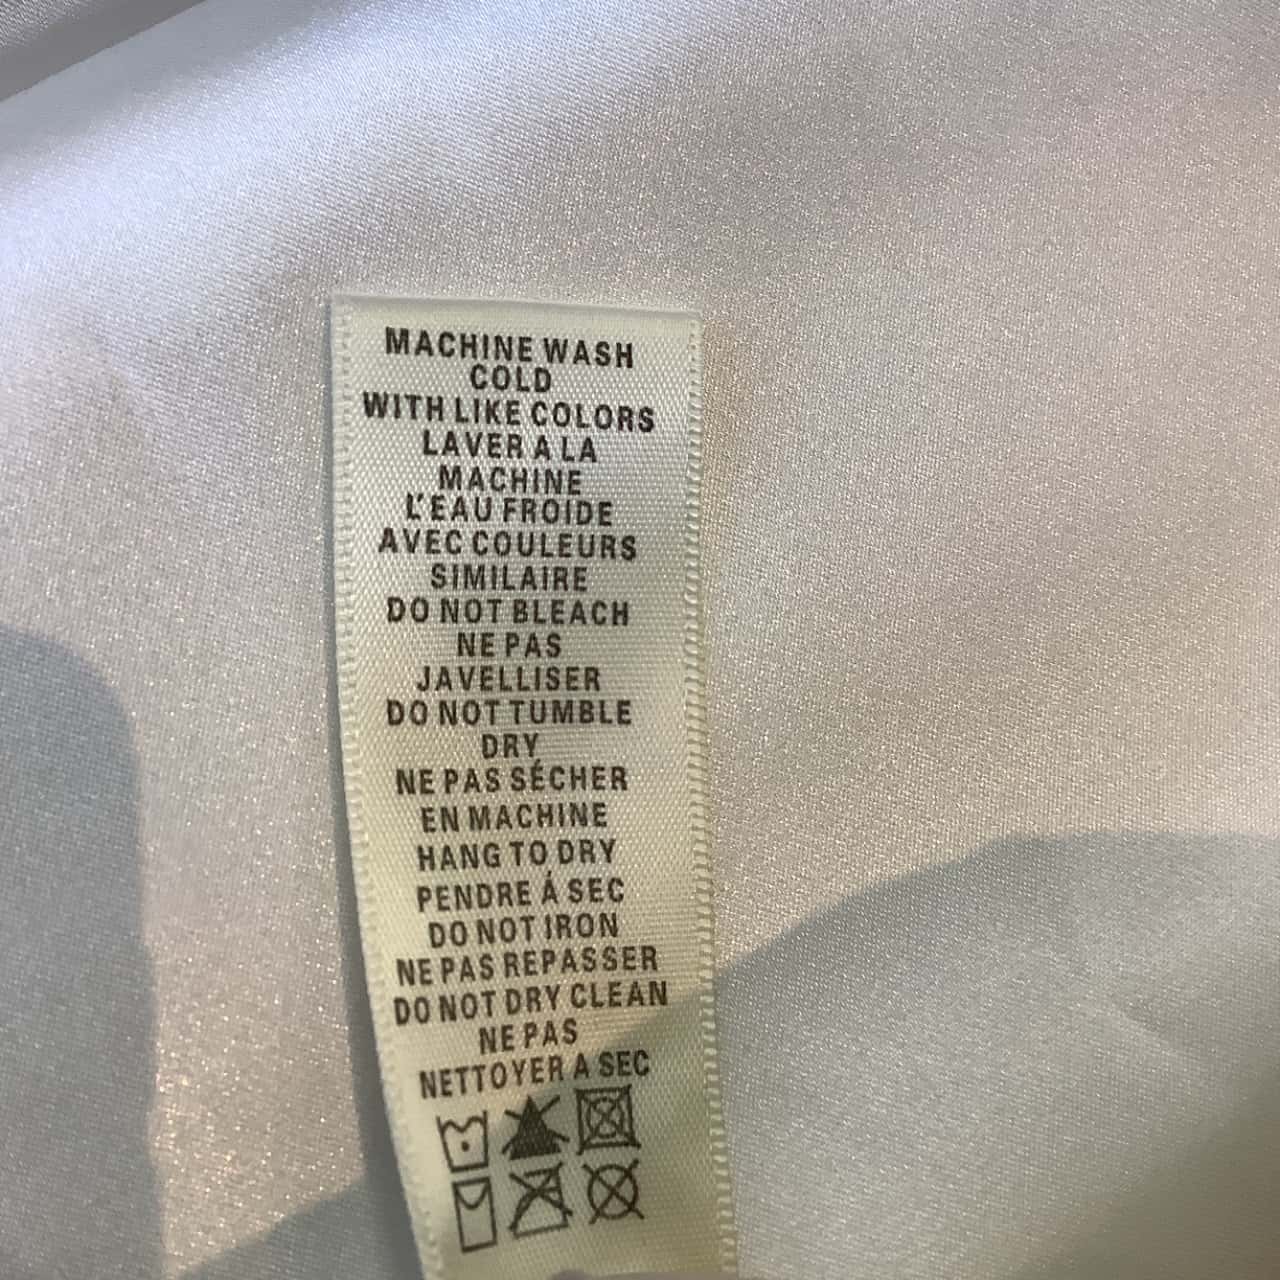 MACHINE WASH
COLD
WITH LIKE COLORS
LAVER A LA
MACHINE
L'EAU FROIDE
AVEC COULEURS
SIMILAIRE
DO NOT BLEACH
NE PAS
JAVELLISER
DO NOT TUMBLE
DRY
NE PAS SÉCHER
EN MACHINE
HANG TO DRY
PENDRE Á SEC
DO NOT IRON
NE PAS REPASSER
DO NOT DRY CLEAN
NE PAS
NETTOYER A SEC